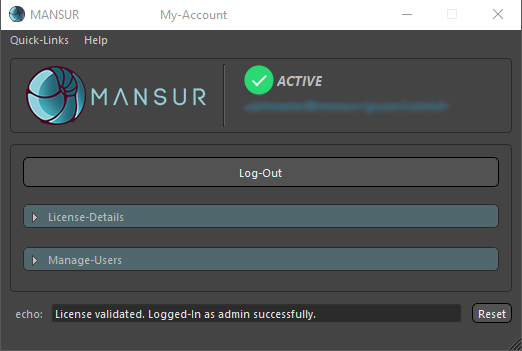 MANSUR My-Account
Quick-Links Help
MANSUR
ACTIVE
Log-Out
License-Details
Manage-Users
echo: License validated. Logged-In as admin successfully. Reset